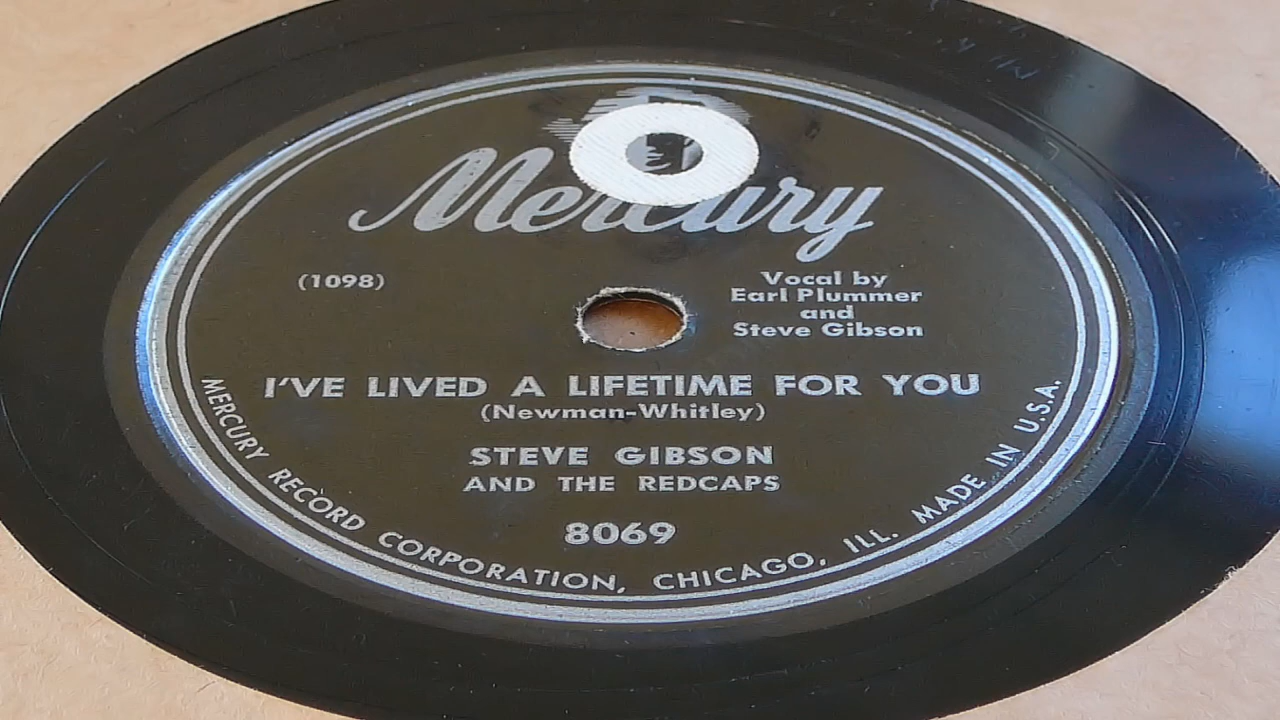 Mercury
(1098)
Vocal by
Earl Plummer
and
Steve Gibson
I'VE LIVED A LIFETIME FOR YOU
(Newman-Whitley)
STEVE GIBSON
AND THE REDCAPS
8069
MERCURY RECORD CORPORATION, CHICAGO, ILL. MADE IN U.S.A.